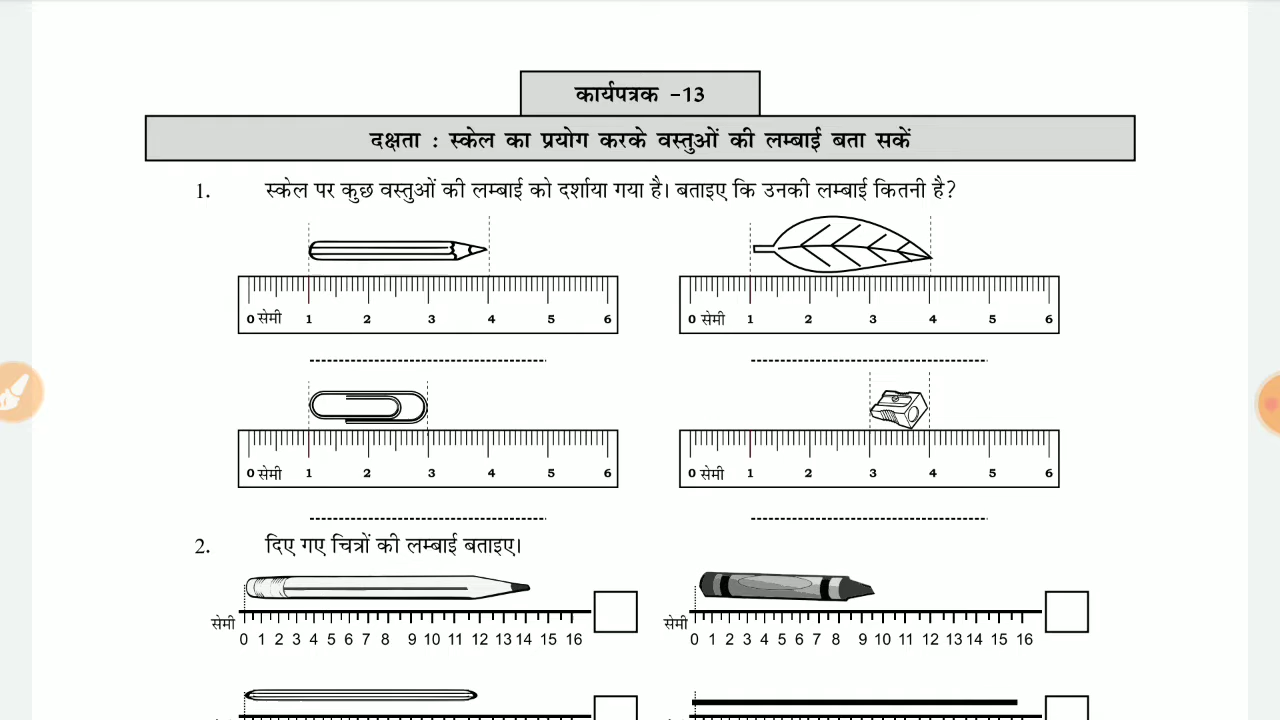 कार्यपत्रक -13
दक्षता : स्केल का प्रयोग करके वस्तुओं की लम्बाई बता सकें
1. स्केल पर कुछ वस्तुओं की लम्बाई को दर्शाया गया है। बताइए कि उनकी लम्बाई कितनी है?
0 सेमी 1 2 3 4 5 6
0 सेमी 1 2 3 4 5 6
0 सेमी 1 2 3 4 5 6
0 सेमी 1 2 3 4 5 6
2. दिए गए चित्रों की लम्बाई बताइए।
सेमी
0 1 2 3 4 5 6 7 8 9 10 11 12 13 14 15 16
सेमी
0 1 2 3 4 5 6 7 8 9 10 11 12 13 14 15 16